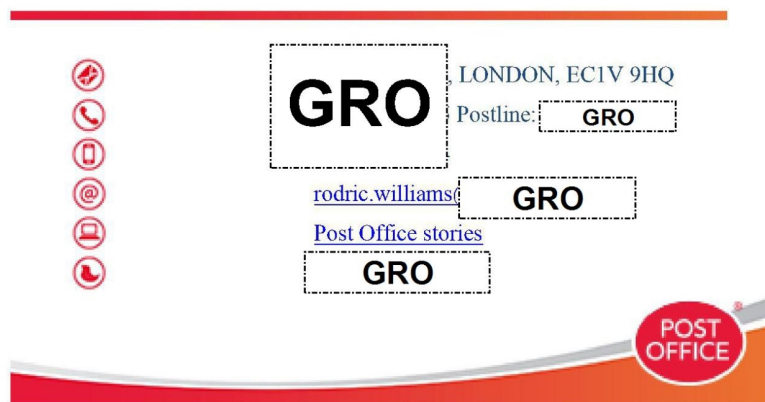 GRO , LONDON, EC1V 9HQ
Postline: GRO
rodric.williams GRO
Post Office stories
GRO
POST
OFFICE